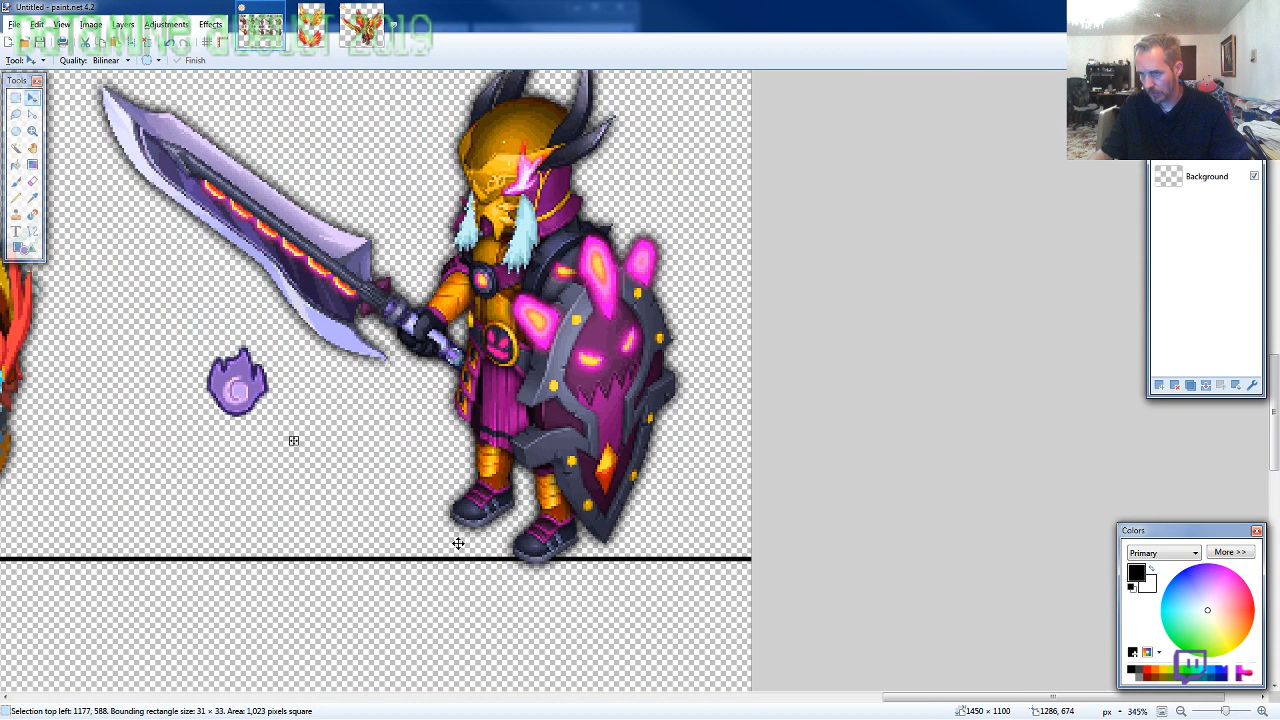 Untitled - paint.net 4.2
File Edit View Image Layers Adjustments Effects
Tool: Quality: Bilinear Finish
Tools
Background
Colors
Primary More >>
Selection top left: 1177, 588. Bounding rectangle size: 31 × 33. Area: 1,023 pixels square
1450 × 1100 1286, 674 px 345%